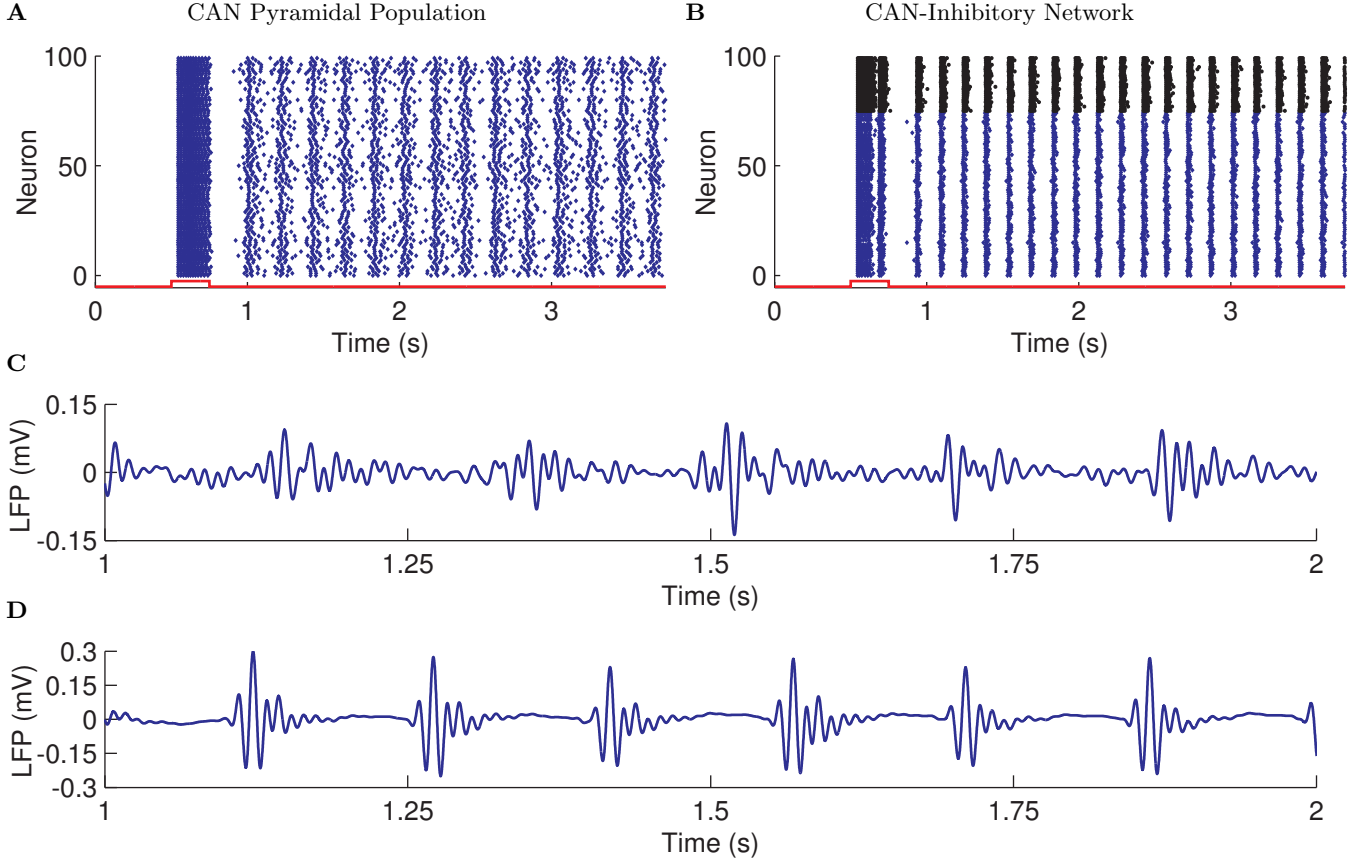 A CAN Pyramidal Population
100
50
0
Neuron
0 1 2 3
Time (s)
B CAN-Inhibitory Network
100
50
0
Neuron
0 1 2 3
Time (s)
C
0.15
0
-0.15
LFP (mV)
1 1.25 1.5 1.75 2
Time (s)
D
0.3
0.15
0
-0.15
-0.3
LFP (mV)
1 1.25 1.5 1.75 2
Time (s)